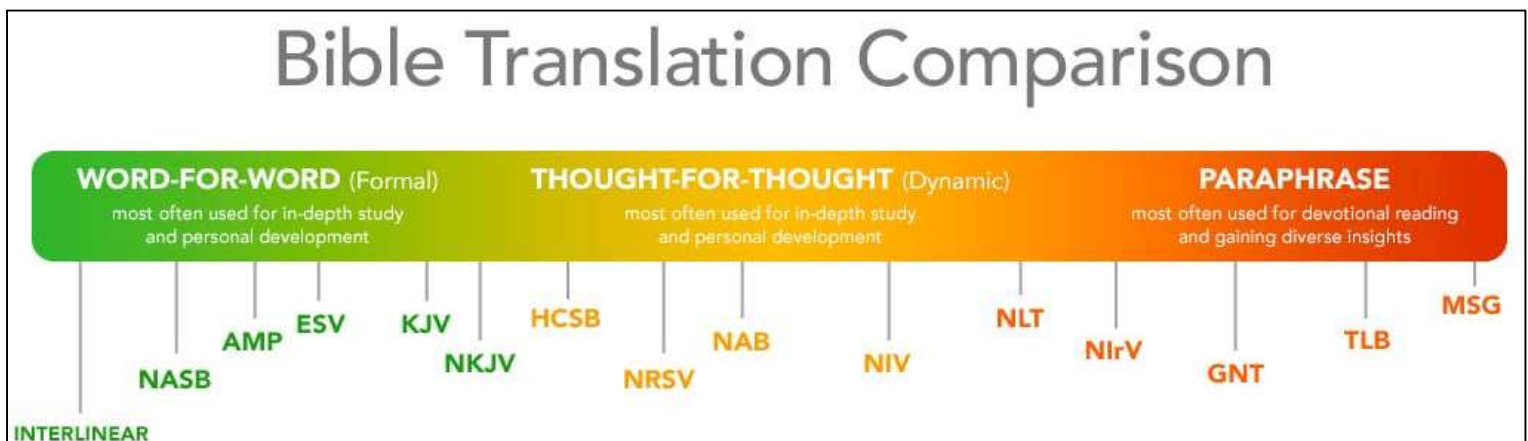 Bible Translation Comparison
WORD-FOR-WORD (Formal)
most often used for in-depth study
and personal development
THOUGHT-FOR-THOUGHT (Dynamic)
most often used for in-depth study
and personal development
PARAPHRASE
most often used for devotional reading
and gaining diverse insights
INTERLINEAR
NASB
AMP
ESV
KJV
NKJV
HCSB
NRSV
NAB
NIV
NLT
NIrV
GNT
TLB
MSG